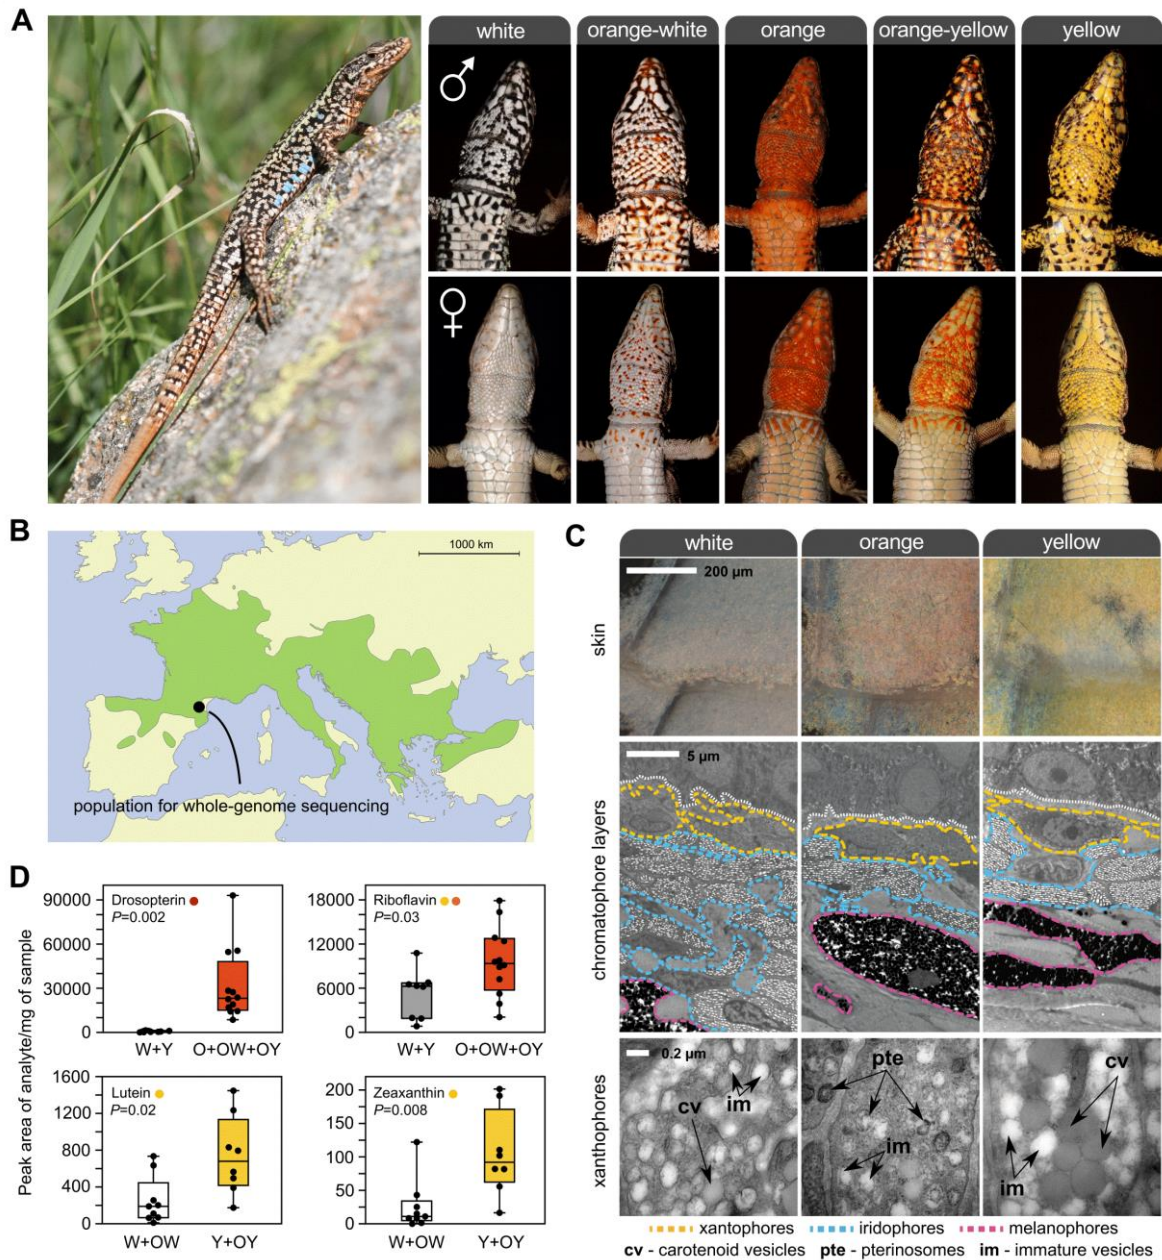 A
white
orange-white
orange
orange-yellow
yellow
♂
♀
B
1000 km
population for whole-genome sequencing
C
white
orange
yellow
skin
200 µm
chromatophore layers
5 µm
xanthophores
0.2 µm
cv
im
pte
im
cv
im
xantophores
iridophores
melanophores
cv - carotenoid vesicles pte - pterinosomes im - immature vesicles
D
Peak area of analyte/mg of sample
Drosopterin
P=0.002
90000
60000
30000
0
W+Y
O+OW+OY
Riboflavin
P=0.03
18000
12000
6000
0
W+Y
O+OW+OY
Lutein
P=0.02
1600
1200
800
400
0
W+OW
Y+OY
Zeaxanthin
P=0.008
200
150
100
50
0
W+OW
Y+OY